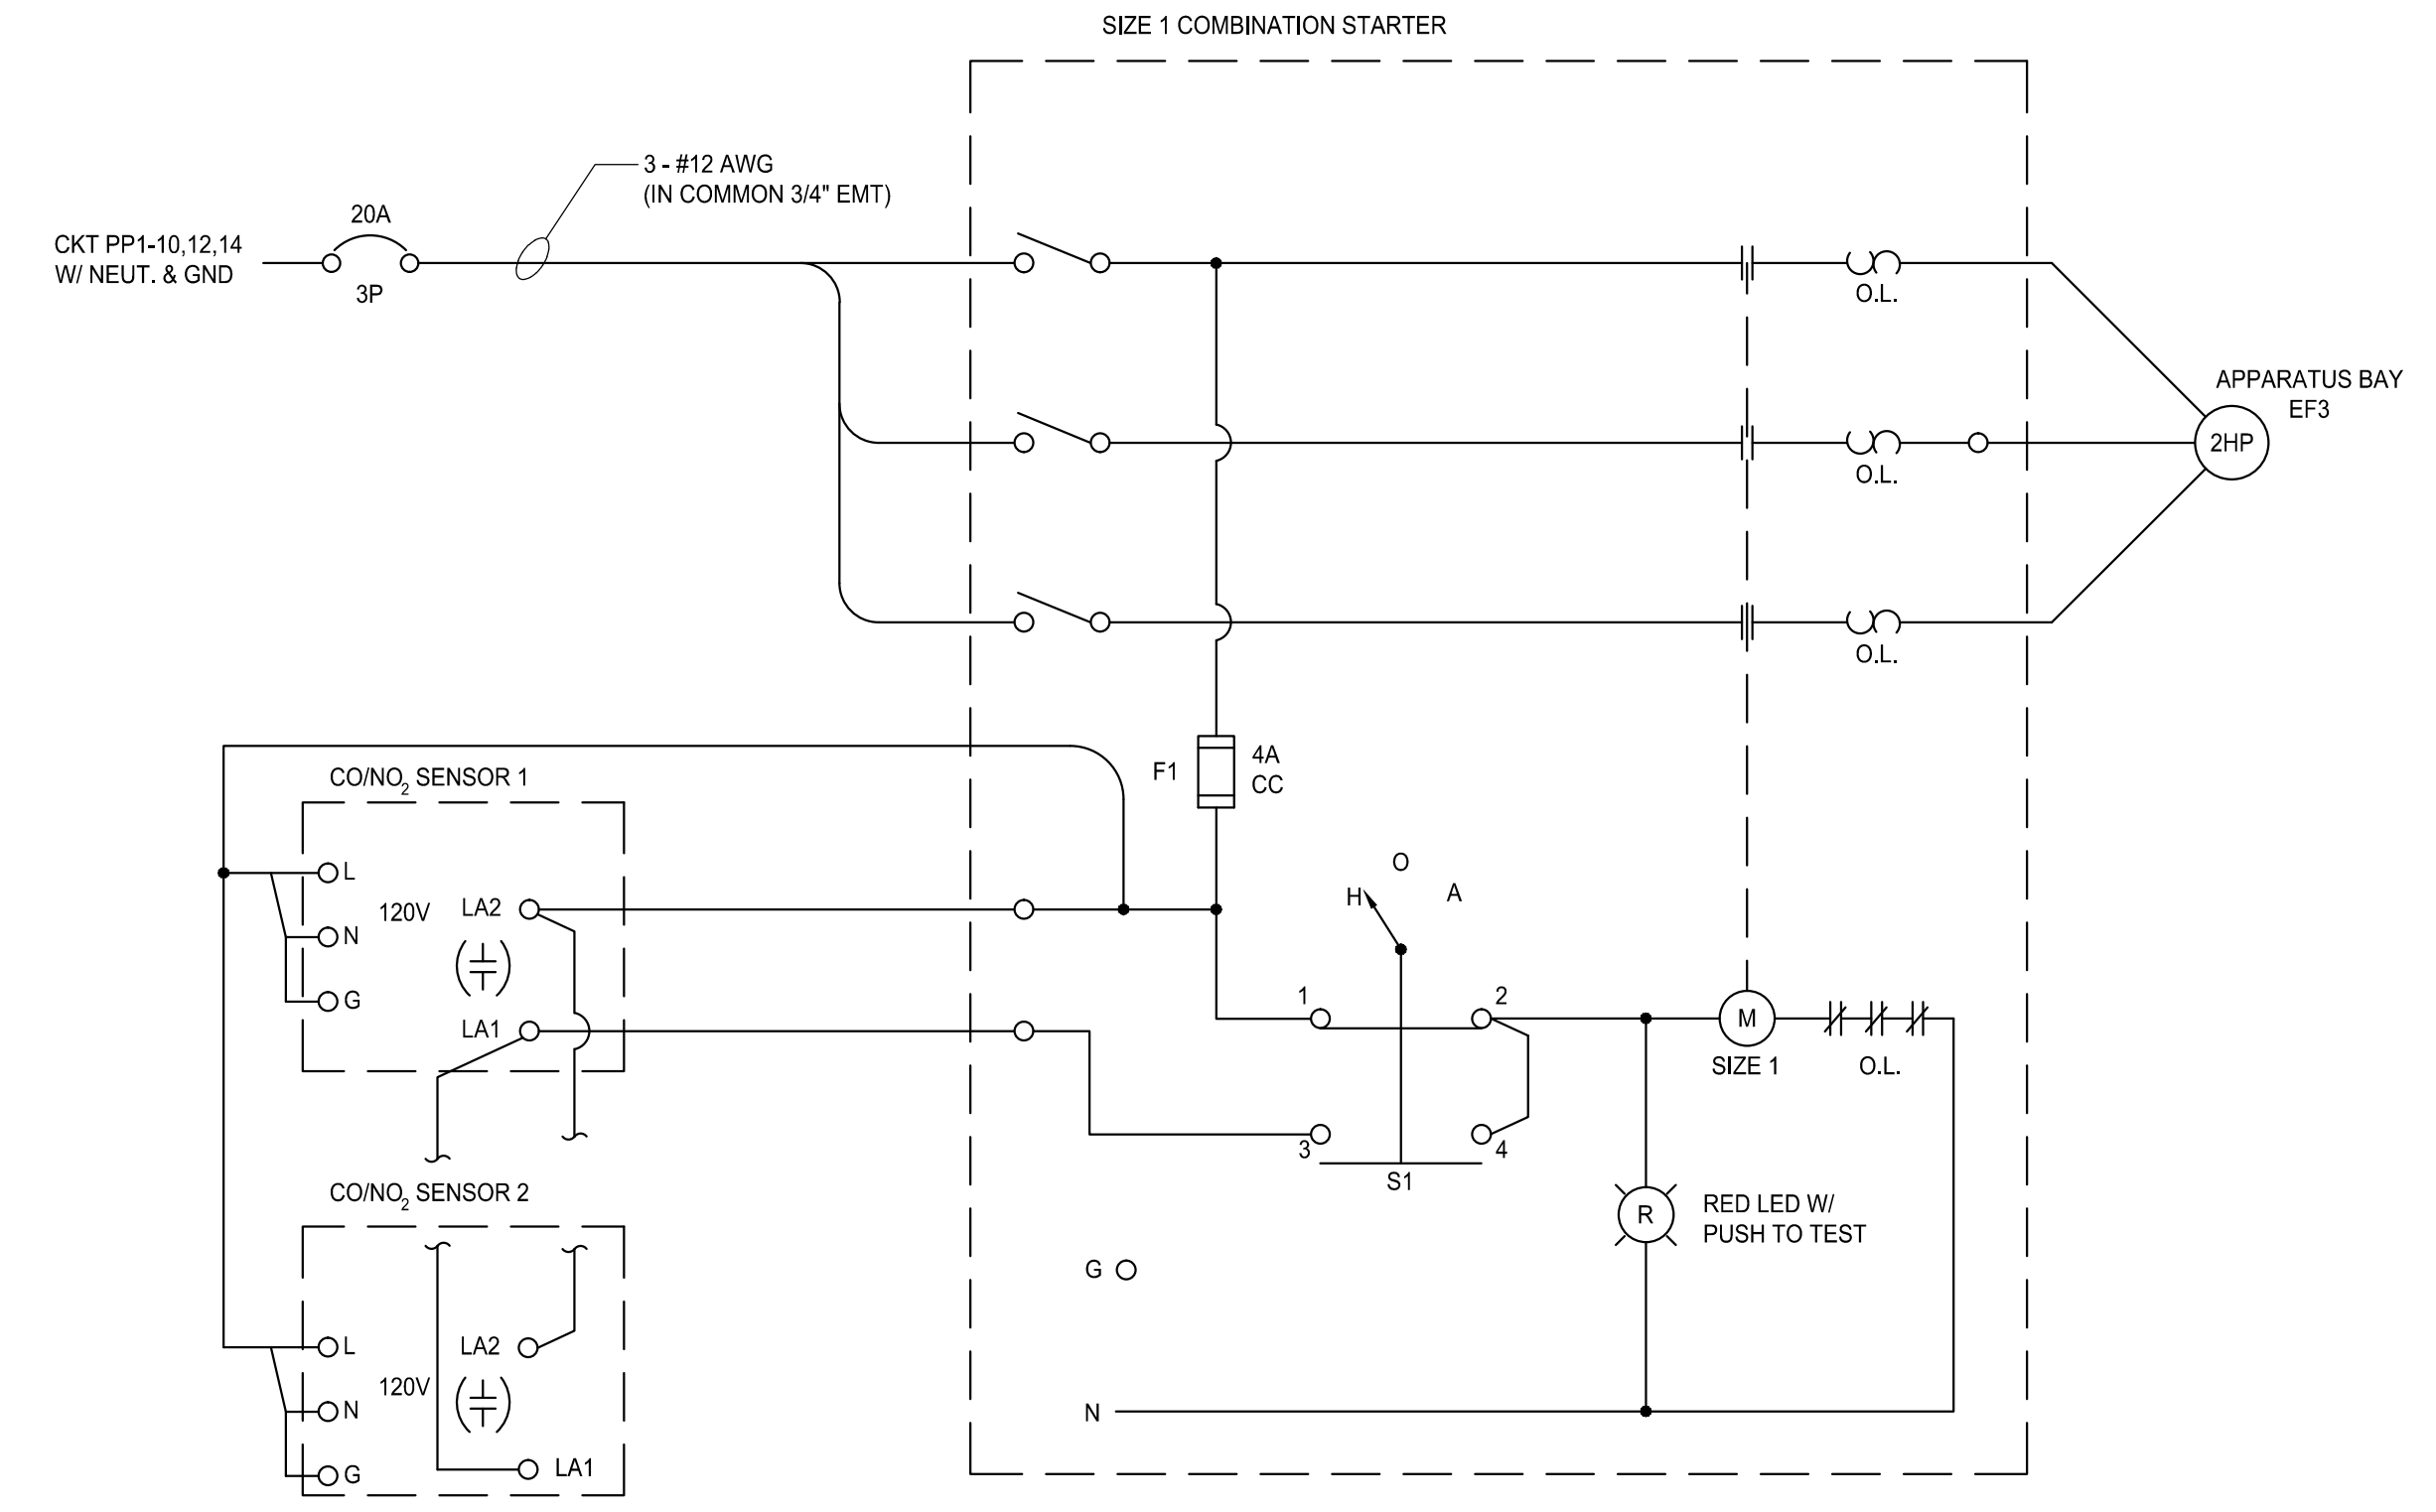 SIZE 1 COMBINATION STARTER
3 - #12 AWG
(IN COMMON 3/4" EMT)
20A
CKT PP1-10,12,14
W/ NEUT. & GND
3P
O.L.
APPARATUS BAY
EF3
2HP
O.L.
O.L.
CO/NO2 SENSOR 1
F1
4A
CC
L
120V
LA2
N
G
LA1
H
O
A
1
2
3
4
S1
M
SIZE 1
O.L.
R
RED LED W/
PUSH TO TEST
CO/NO2 SENSOR 2
G
L
LA2
120V
N
G
LA1
N